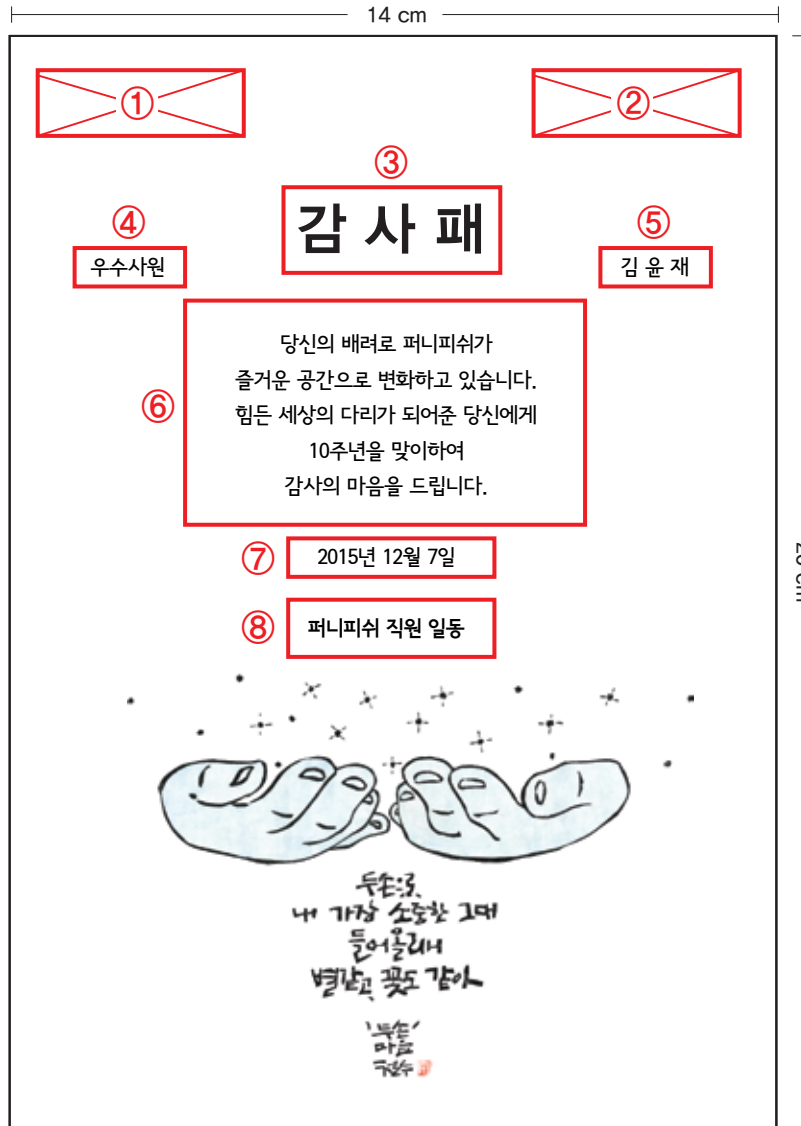 14 cm
① ②
③
감 사 패
④ ⑤
우수사원 김 윤 재
⑥
당신의 배려로 퍼니피쉬가
즐거운 공간으로 변화하고 있습니다.
힘든 세상의 다리가 되어준 당신에게
10주년을 맞이하여
감사의 마음을 드립니다.
⑦ 2015년 12월 7일
⑧ 퍼니피쉬 직원 일동
두손으로
내 가장 소중한 그대
들어올리니
별같고 꽃도 같아
'두손'
마음